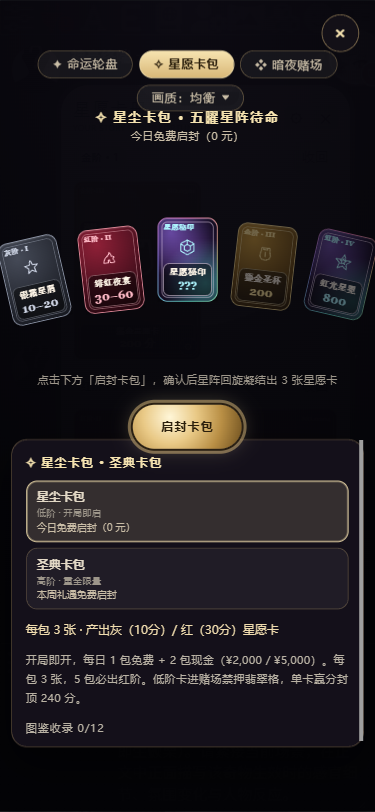 ×
✦ 命运轮盘
✧ 星愿卡包
❖ 暗夜赌场
画质：均衡 ▼
✧ 星尘卡包 • 五曜星阵待命
今日免费启封（0 元）
灰阶 · I
银霜星屑
10–20
红阶 · II
绯红夜宴
30–60
星愿秘印
星愿秘印
???
金阶 · III
鎏金圣杯
200
虹阶 · IV
虹光星冕
800
点击下方「启封卡包」，确认后星阵回旋凝结出 3 张星愿卡
启封卡包
✧ 星尘卡包 • 圣典卡包
星尘卡包
低阶 · 开局即启
今日免费启封（0 元）
圣典卡包
高阶 · 重金限量
本周礼遇免费启封
每包 3 张 · 产出灰（10分）/ 红（30分）星愿卡
开局即开，每日 1 包免费 + 2 包现金（¥2,000 / ¥5,000）。每
包 3 张，5 包必出红阶。低阶卡进赌场禁押翡翠格，单卡赢分封
顶 240 分。
图鉴收录 0/12